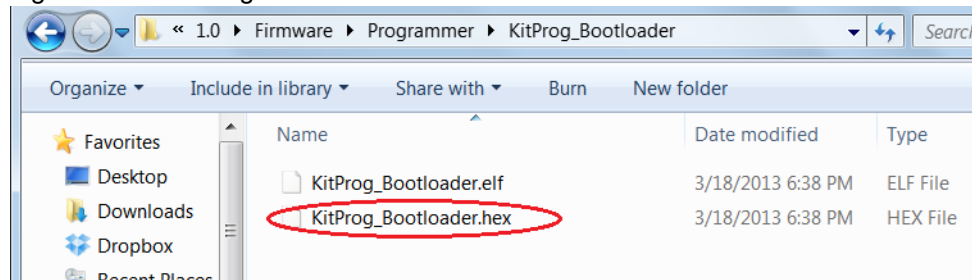 « 1.0 ▸ Firmware ▸ Programmer ▸ KitProg_Bootloader
Organize ▾ Include in library ▾ Share with ▾ Burn New folder
Favorites
Name Date modified Type
Desktop
KitProg_Bootloader.elf 3/18/2013 6:38 PM ELF File
Downloads
KitProg_Bootloader.hex 3/18/2013 6:38 PM HEX File
Dropbox
Recent Places